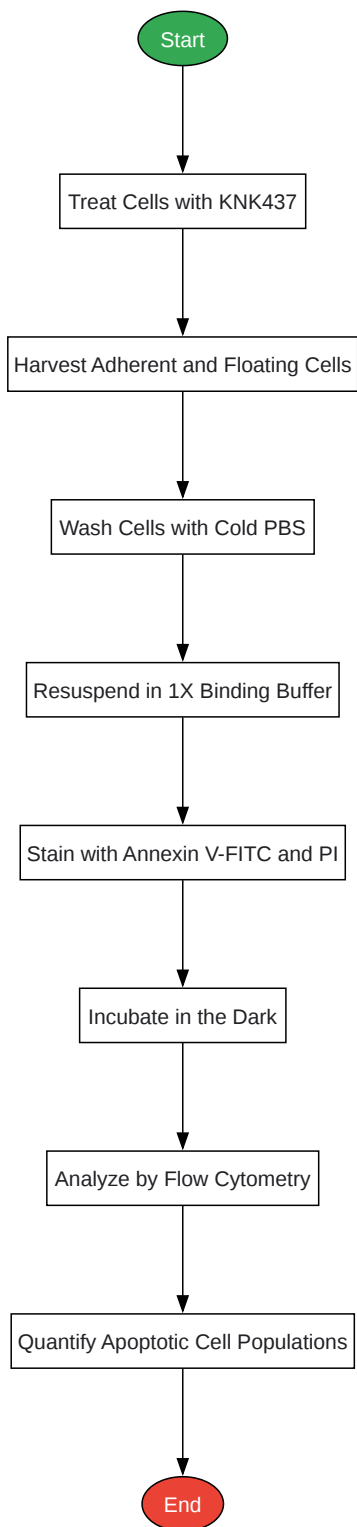 Start
Treat Cells with KNK437
Harvest Adherent and Floating Cells
Wash Cells with Cold PBS
Resuspend in 1X Binding Buffer
Stain with Annexin V-FITC and PI
Incubate in the Dark
Analyze by Flow Cytometry
Quantify Apoptotic Cell Populations
End